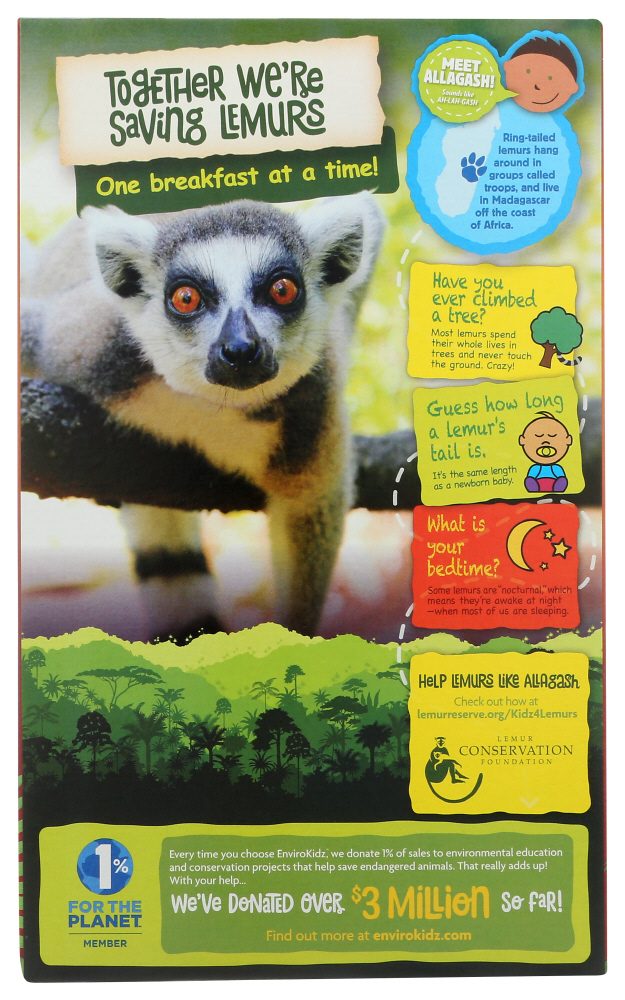 TOGETHER WE'RE
SAVING LEMURS
One breakfast at a time!
MEET
ALLAGASH!
Sounds like
AH-LAH-GASH
Ring-tailed
lemurs hang
around in
groups called
troops, and live
in Madagascar
off the coast
of Africa.
Have you
ever climbed
a tree?
Most lemurs spend
their whole lives in
trees and never touch
the ground. Crazy!
Guess how long
a lemur's
tail is.
It's the same length
as a newborn baby.
What is
your
bedtime?
Some lemurs are "nocturnal," which
means they're awake at night
—when most of us are sleeping.
HELP LEMURS LIKE ALLAGASH
Check out how at
lemurreserve.org/Kidz4Lemurs
LEMUR
CONSERVATION
FOUNDATION
1%
FOR THE
PLANET
MEMBER
Every time you choose EnviroKidz, we donate 1% of sales to environmental education
and conservation projects that help save endangered animals. That really adds up!
With your help...
WE'VE DONATED OVER $3 MILLION SO FAR!
Find out more at envirokidz.com